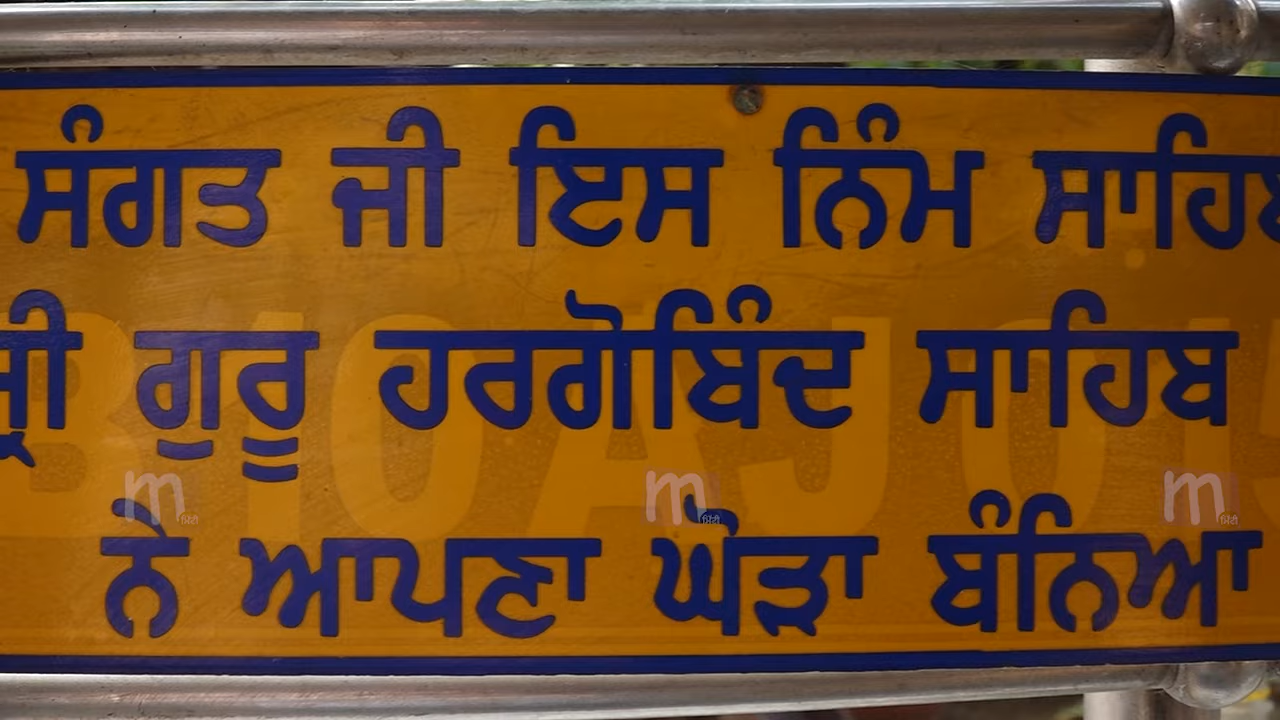 ਸੰਗਤ ਜੀ ਇਸ ਨਿੰਮ ਸਾਹਿਬ
ਸ੍ਰੀ ਗੁਰੂ ਹਰਗੋਬਿੰਦ ਸਾਹਿਬ
ਨੇ ਆਪਣਾ ਘੋੜਾ ਬੰਨਿਆ